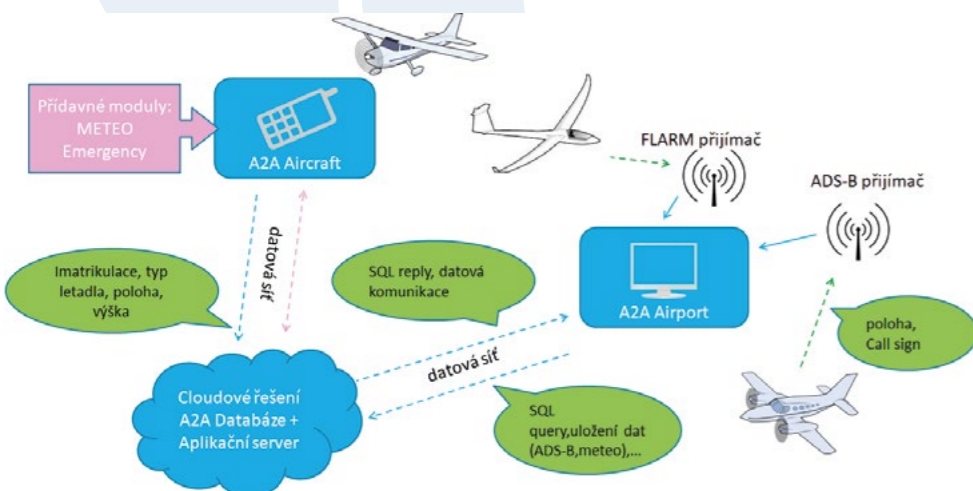 Přídavné moduly:
METEO
Emergency
A2A Aircraft
FLARM přijímač
ADS-B přijímač
datová síť
Imatrikulace, typ
letadla, poloha,
výška
SQL reply, datová
komunikace
A2A Airport
poloha,
Call sign
datová síť
Cloudové řešení
A2A Databáze +
Aplikační server
SQL
query,uložení dat
(ADS-B,meteo),...